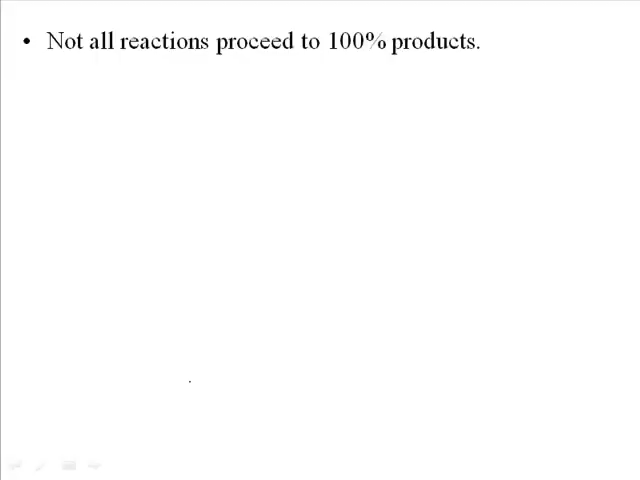 • Not all reactions proceed to 100% products.